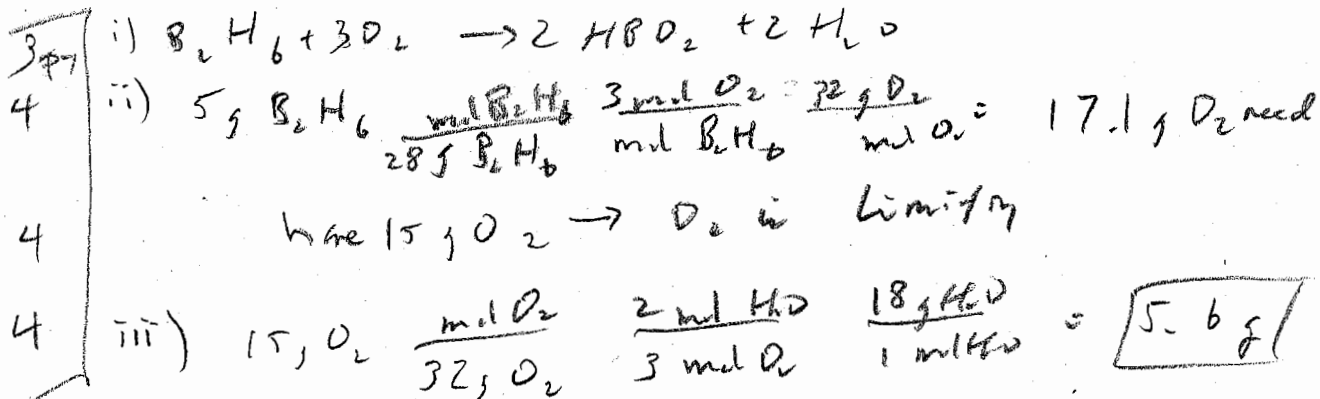 3 pts i) B₂H₆ + 3O₂ → 2 HBO₂ + 2 H₂O
4 ii) 5 g B₂H₆ mol B₂H₆ / 28 g B₂H₆ 3 mol O₂ / mol B₂H₆ 32 g O₂ / mol O₂ = 17.1 g O₂ need
4 have 15 g O₂ → O₂ is Limiting
4 iii) 15 g O₂ mol O₂ / 32 g O₂ 2 mol H₂O / 3 mol O₂ 18 g H₂O / 1 mol H₂O = 5.6 g